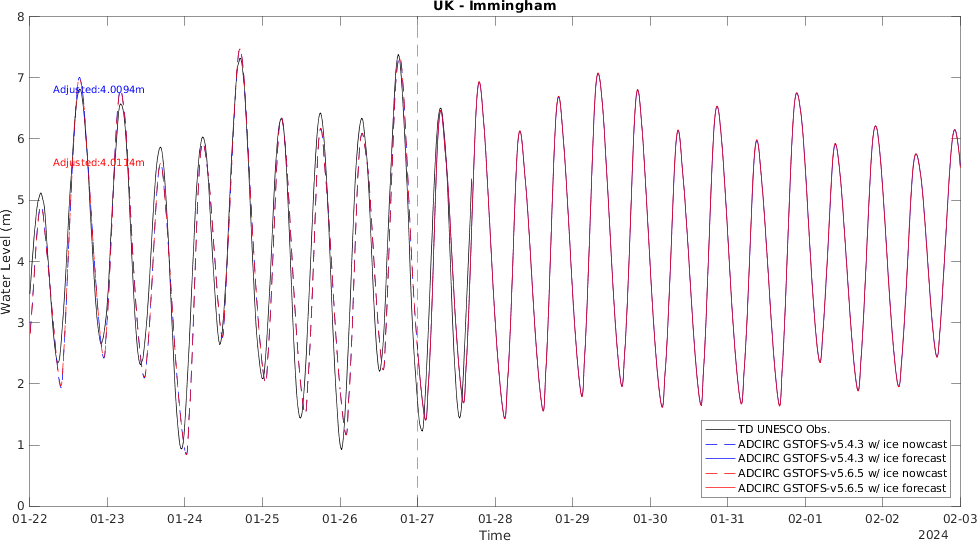 UK - Immingham
8
7
6
5
4
3
2
1
0
Water Level (m)
Adjusted:4.0094m
Adjusted:4.0114m
TD UNESCO Obs.
ADCIRC GSTOFS-v5.4.3 w/ ice nowcast
ADCIRC GSTOFS-v5.4.3 w/ ice forecast
ADCIRC GSTOFS-v5.6.5 w/ ice nowcast
ADCIRC GSTOFS-v5.6.5 w/ ice forecast
01-22 01-23 01-24 01-25 01-26 01-27 01-28 01-29 01-30 01-31 02-01 02-02 02-03
Time
2024